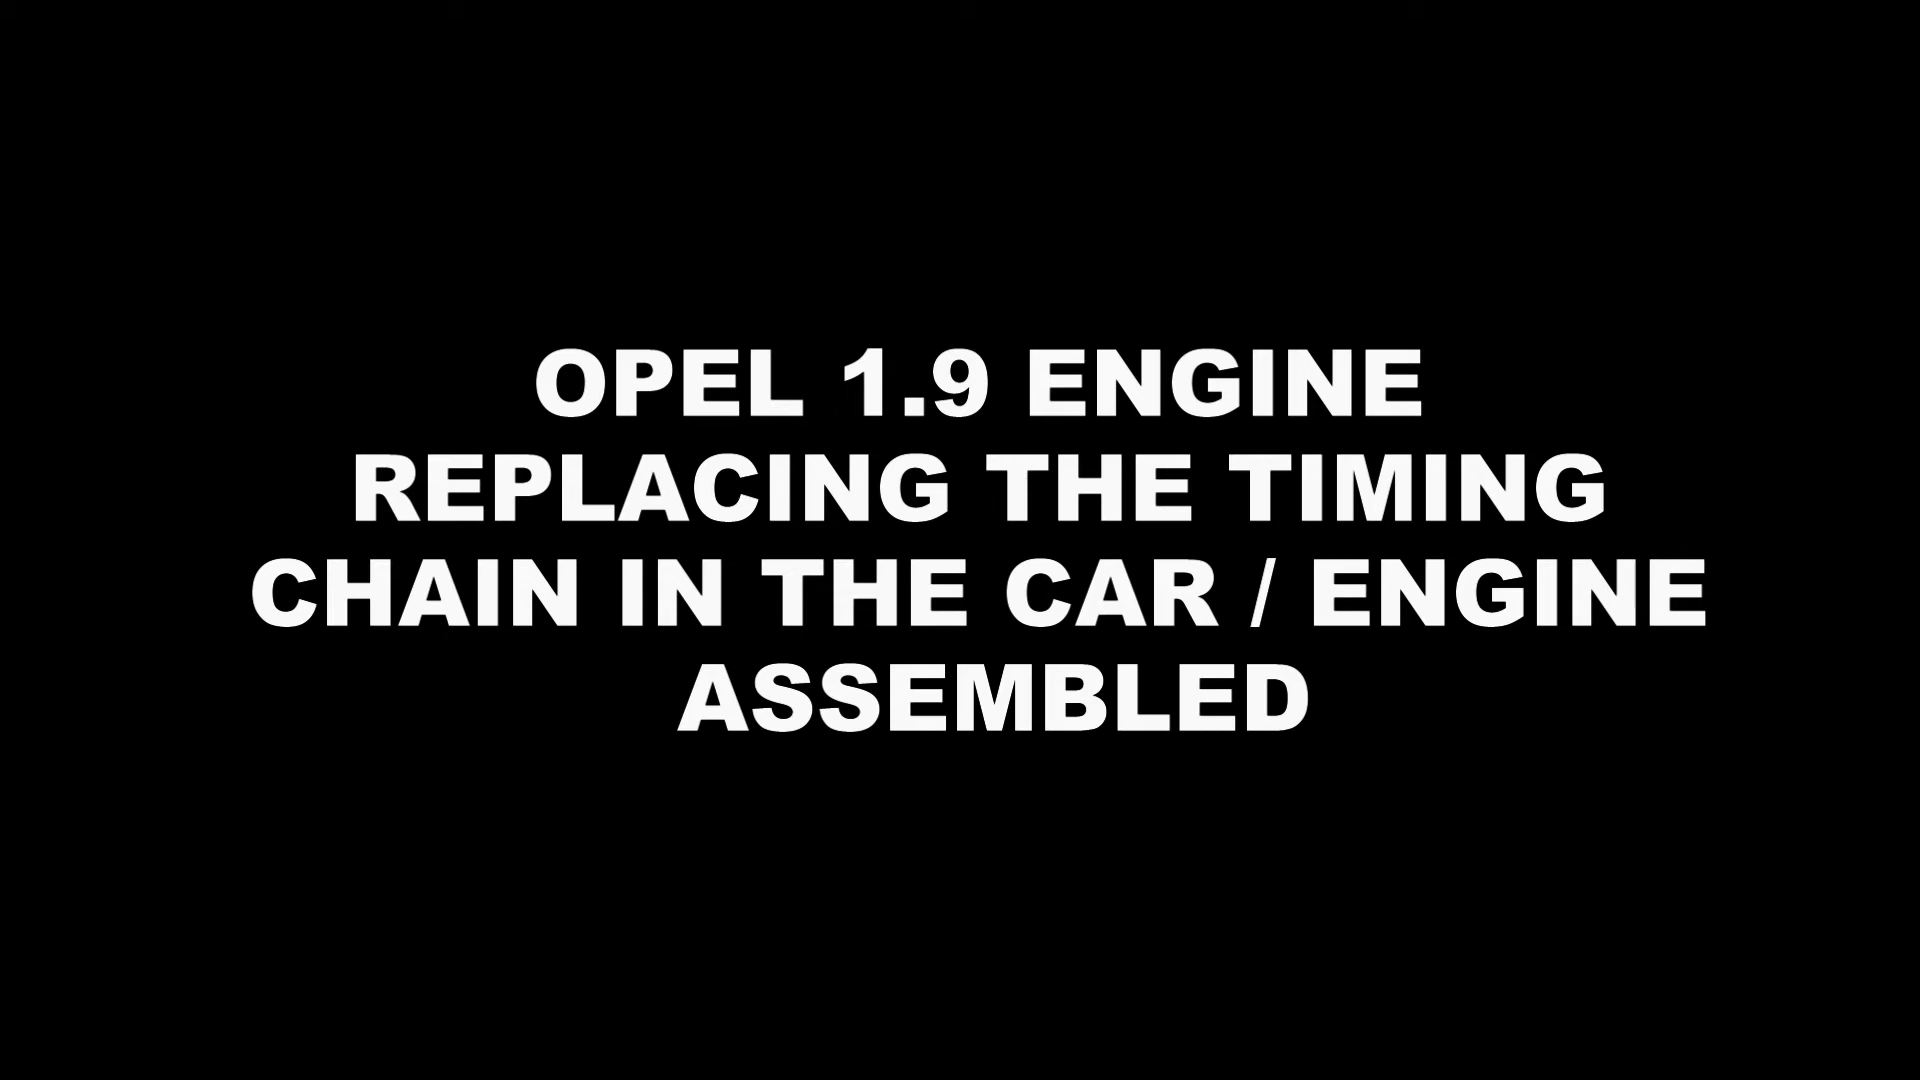 OPEL 1.9 ENGINE
REPLACING THE TIMING
CHAIN IN THE CAR / ENGINE
ASSEMBLED